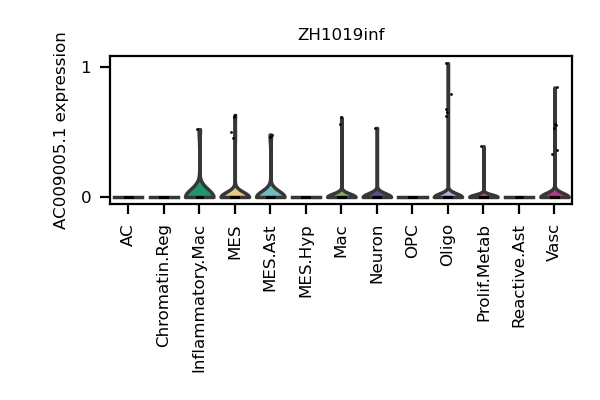 ZH1019inf
AC009005.1 expression
1
0
AC
Chromatin.Reg
Inflammatory.Mac
MES
MES.Ast
MES.Hyp
Mac
Neuron
OPC
Oligo
Prolif.Metab
Reactive.Ast
Vasc